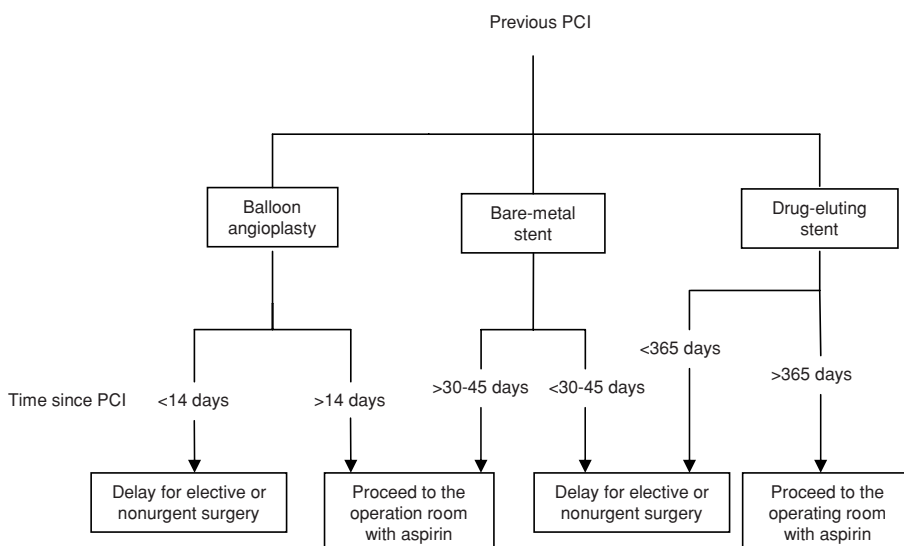 Previous PCI
Balloon
angioplasty
Bare-metal
stent
Drug-eluting
stent
<365 days
>365 days
Time since PCI
<14 days
>14 days
>30-45 days
<30-45 days
Delay for elective or
nonurgent surgery
Proceed to the
operation room
with aspirin
Delay for elective or
nonurgent surgery
Proceed to the
operating room
with aspirin